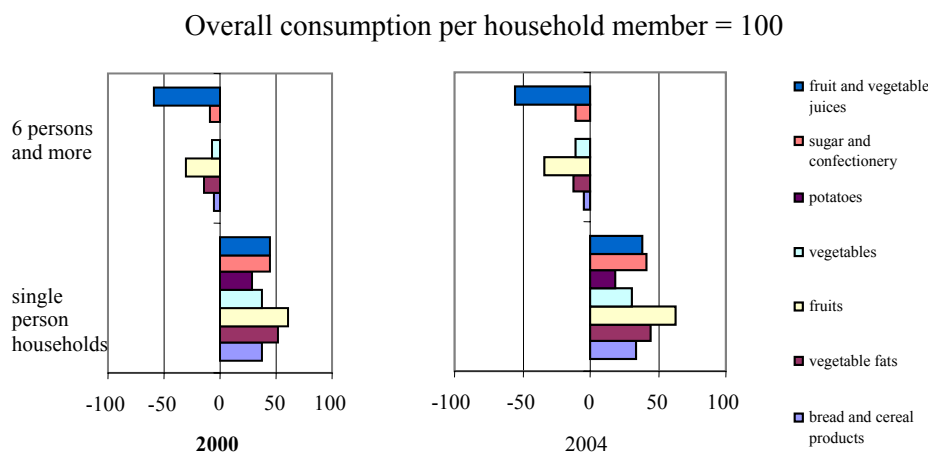 Overall consumption per household member = 100
6 persons
and more
single
person
households
-100 -50 0 50 100
2000
-100 -50 0 50 100
2004
fruit and vegetable
juices
sugar and
confectionery
potatoes
vegetables
fruits
vegetable fats
bread and cereal
products